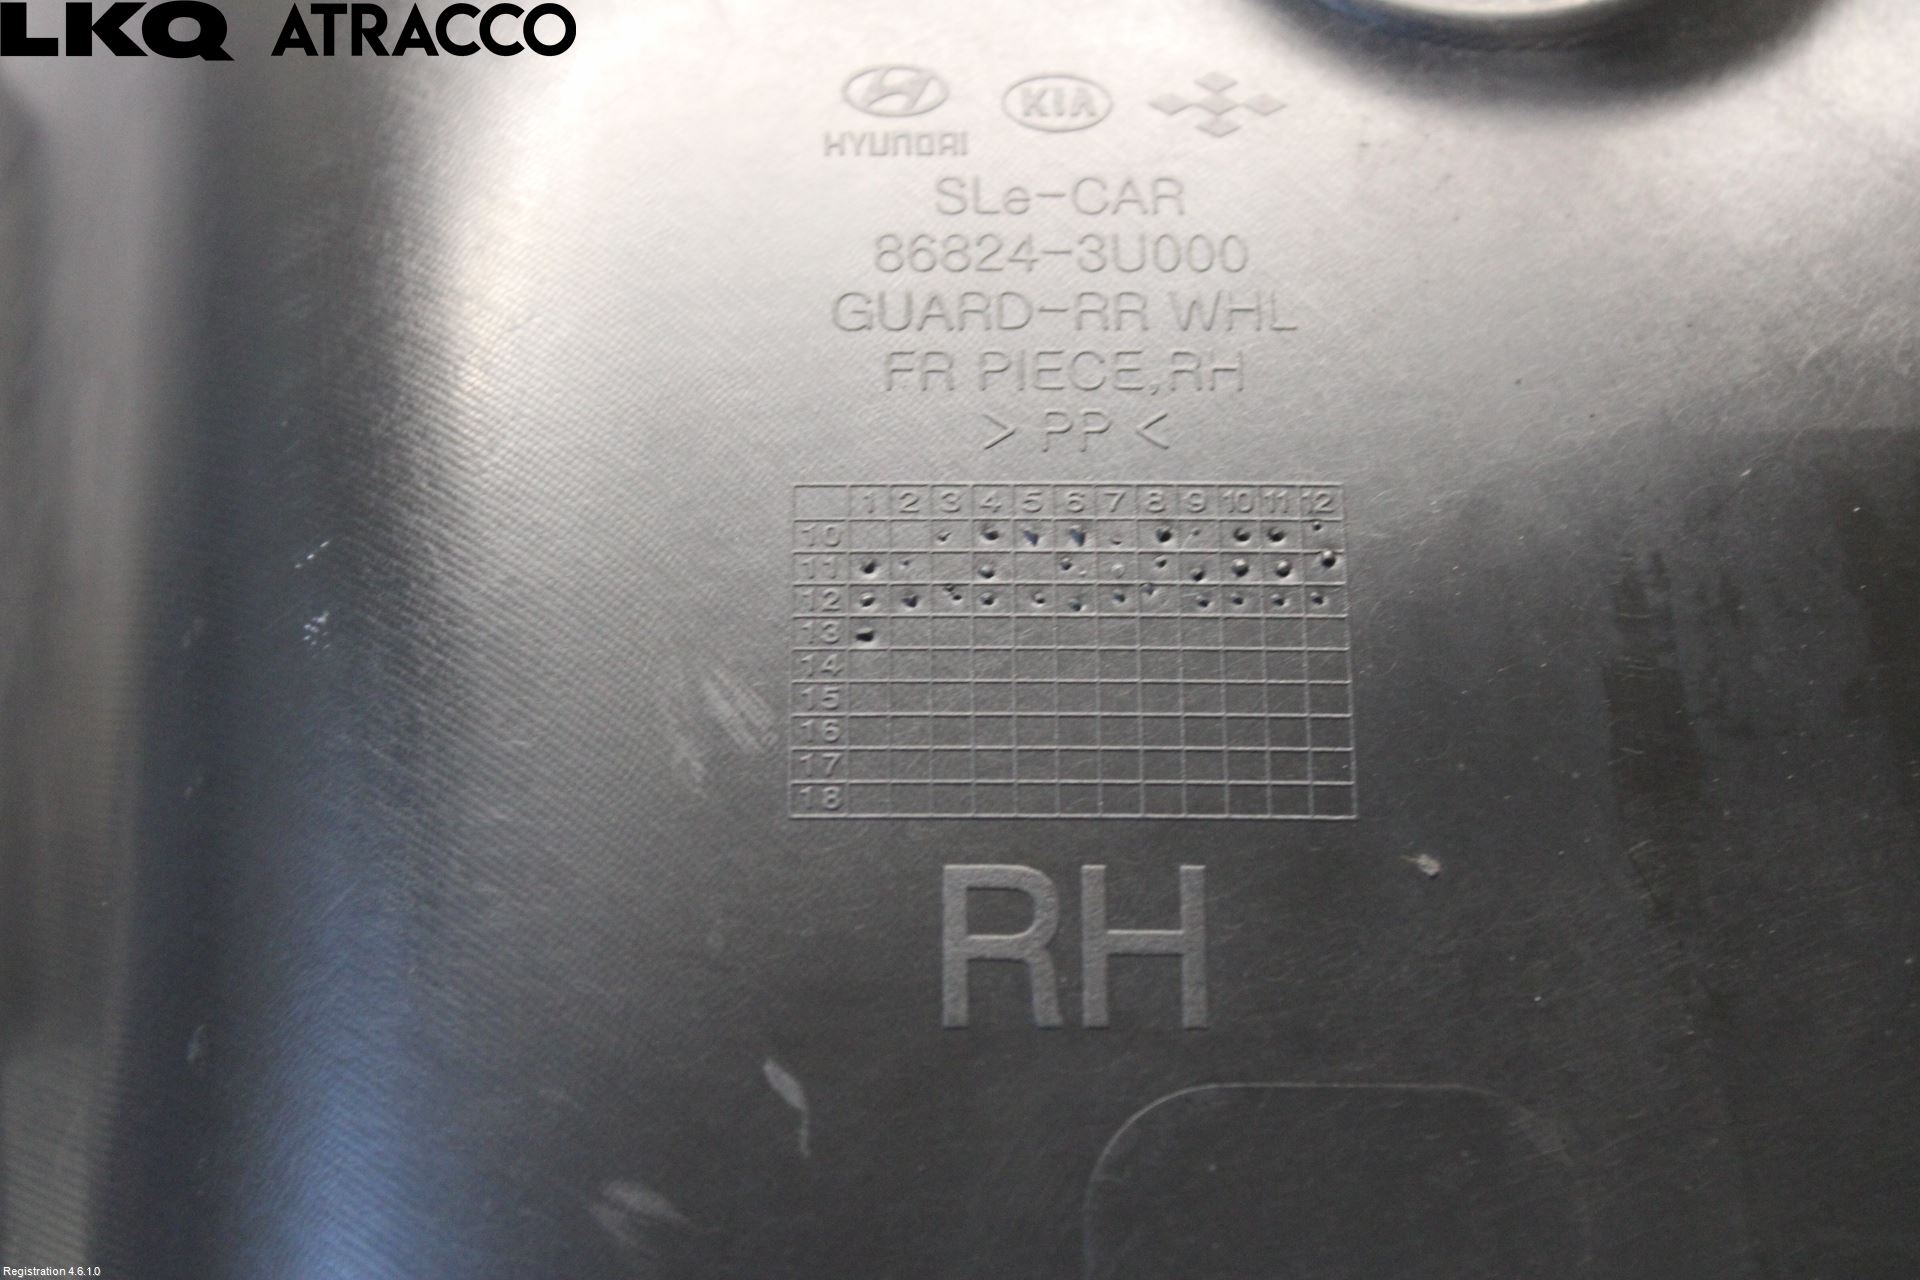 LKQ ATRACCO
HYUNDAI KIA
SLe-CAR
86824-3U000
GUARD-RR WHL
FR PIECE,RH
> PP <
1 2 3 4 5 6 7 8 9 10 11 12
10
11
12
13
14
15
16
17
18
RH
Registration 4.6.1.0